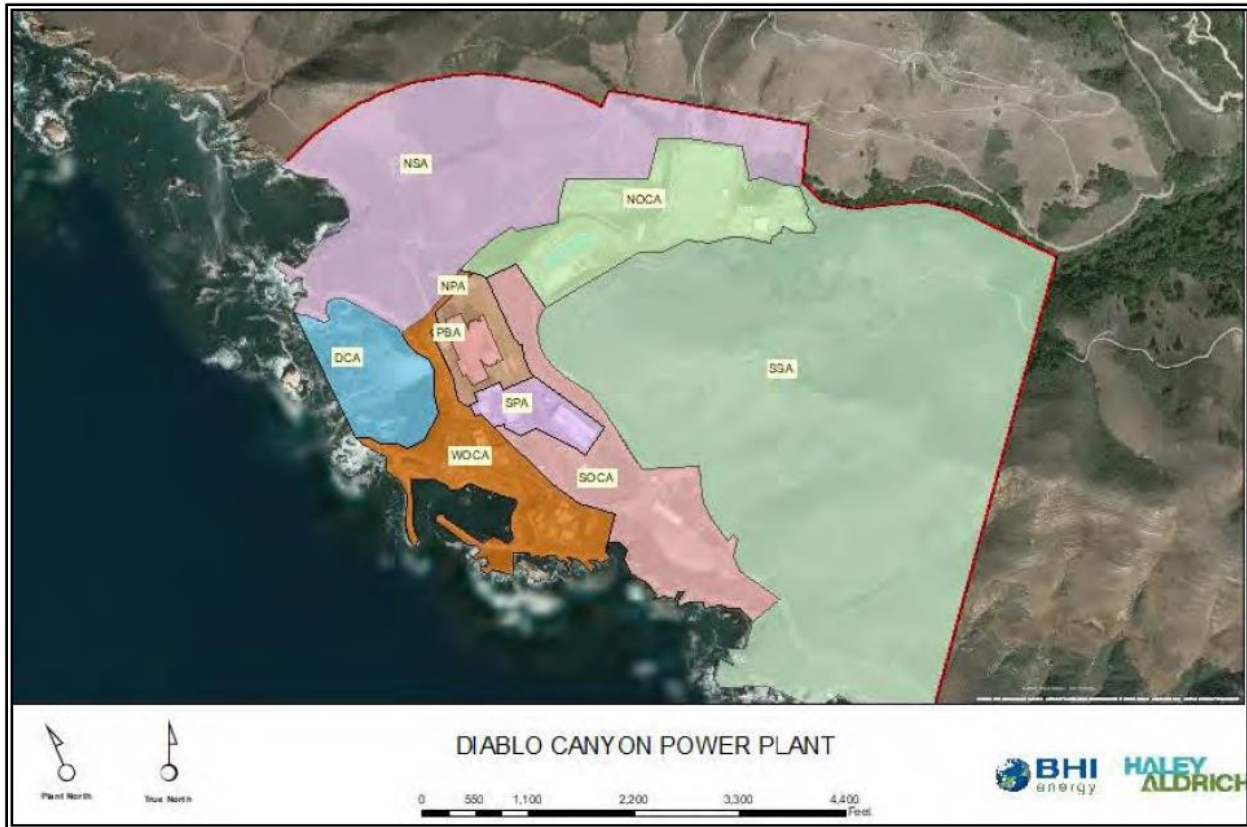 NSA
NOCA
NPA
PBA
DCA
SSA
SPA
WOCA
SOCA
Plant North
True North
DIABLO CANYON POWER PLANT
0 550 1,100 2,200 3,300 4,400
Feet
BHI
energy
HALEY
ALDRICH